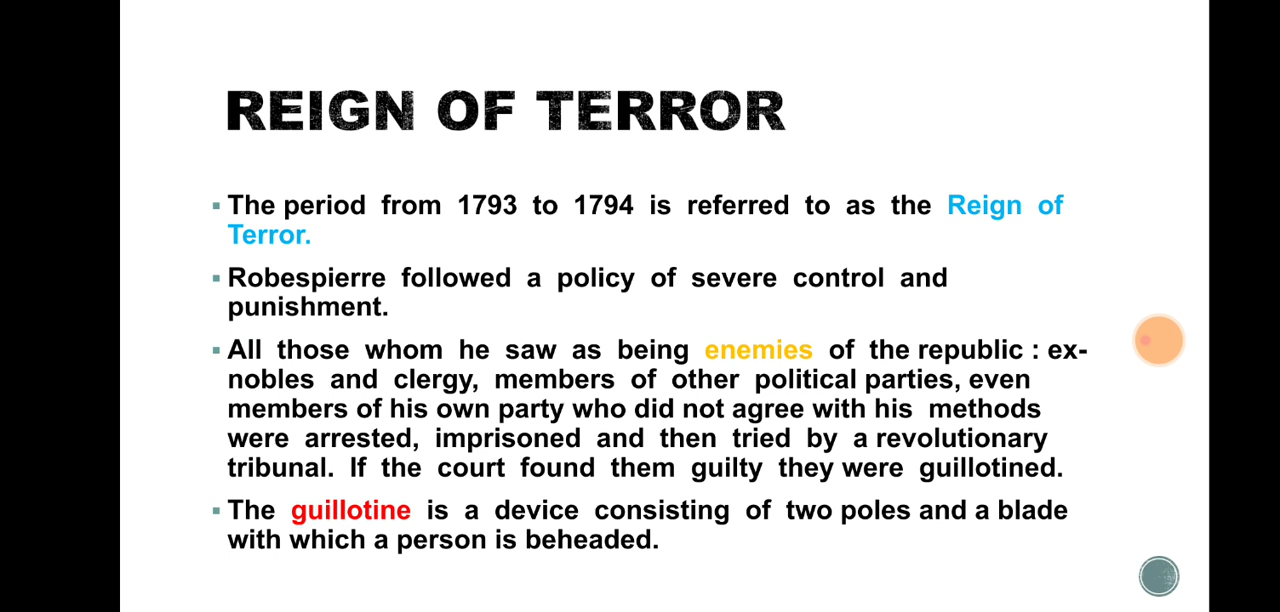 REIGN OF TERROR
▪ The period from 1793 to 1794 is referred to as the Reign of
Terror.
▪ Robespierre followed a policy of severe control and
punishment.
▪ All those whom he saw as being enemies of the republic : ex-
nobles and clergy, members of other political parties, even
members of his own party who did not agree with his methods
were arrested, imprisoned and then tried by a revolutionary
tribunal. If the court found them guilty they were guillotined.
▪ The guillotine is a device consisting of two poles and a blade
with which a person is beheaded.